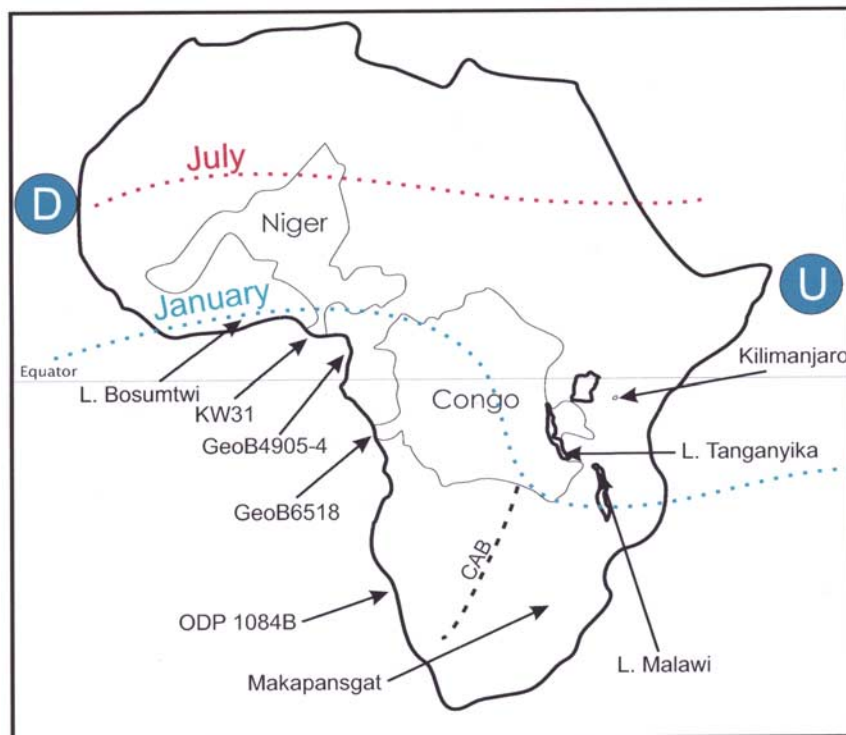 July
D
Niger
U
January
Kilimanjaro
Equator
L. Bosumtwi
KW31
Congo
GeoB4905-4
L. Tanganyika
GeoB6518
CAB
ODP 1084B
L. Malawi
Makapansgat